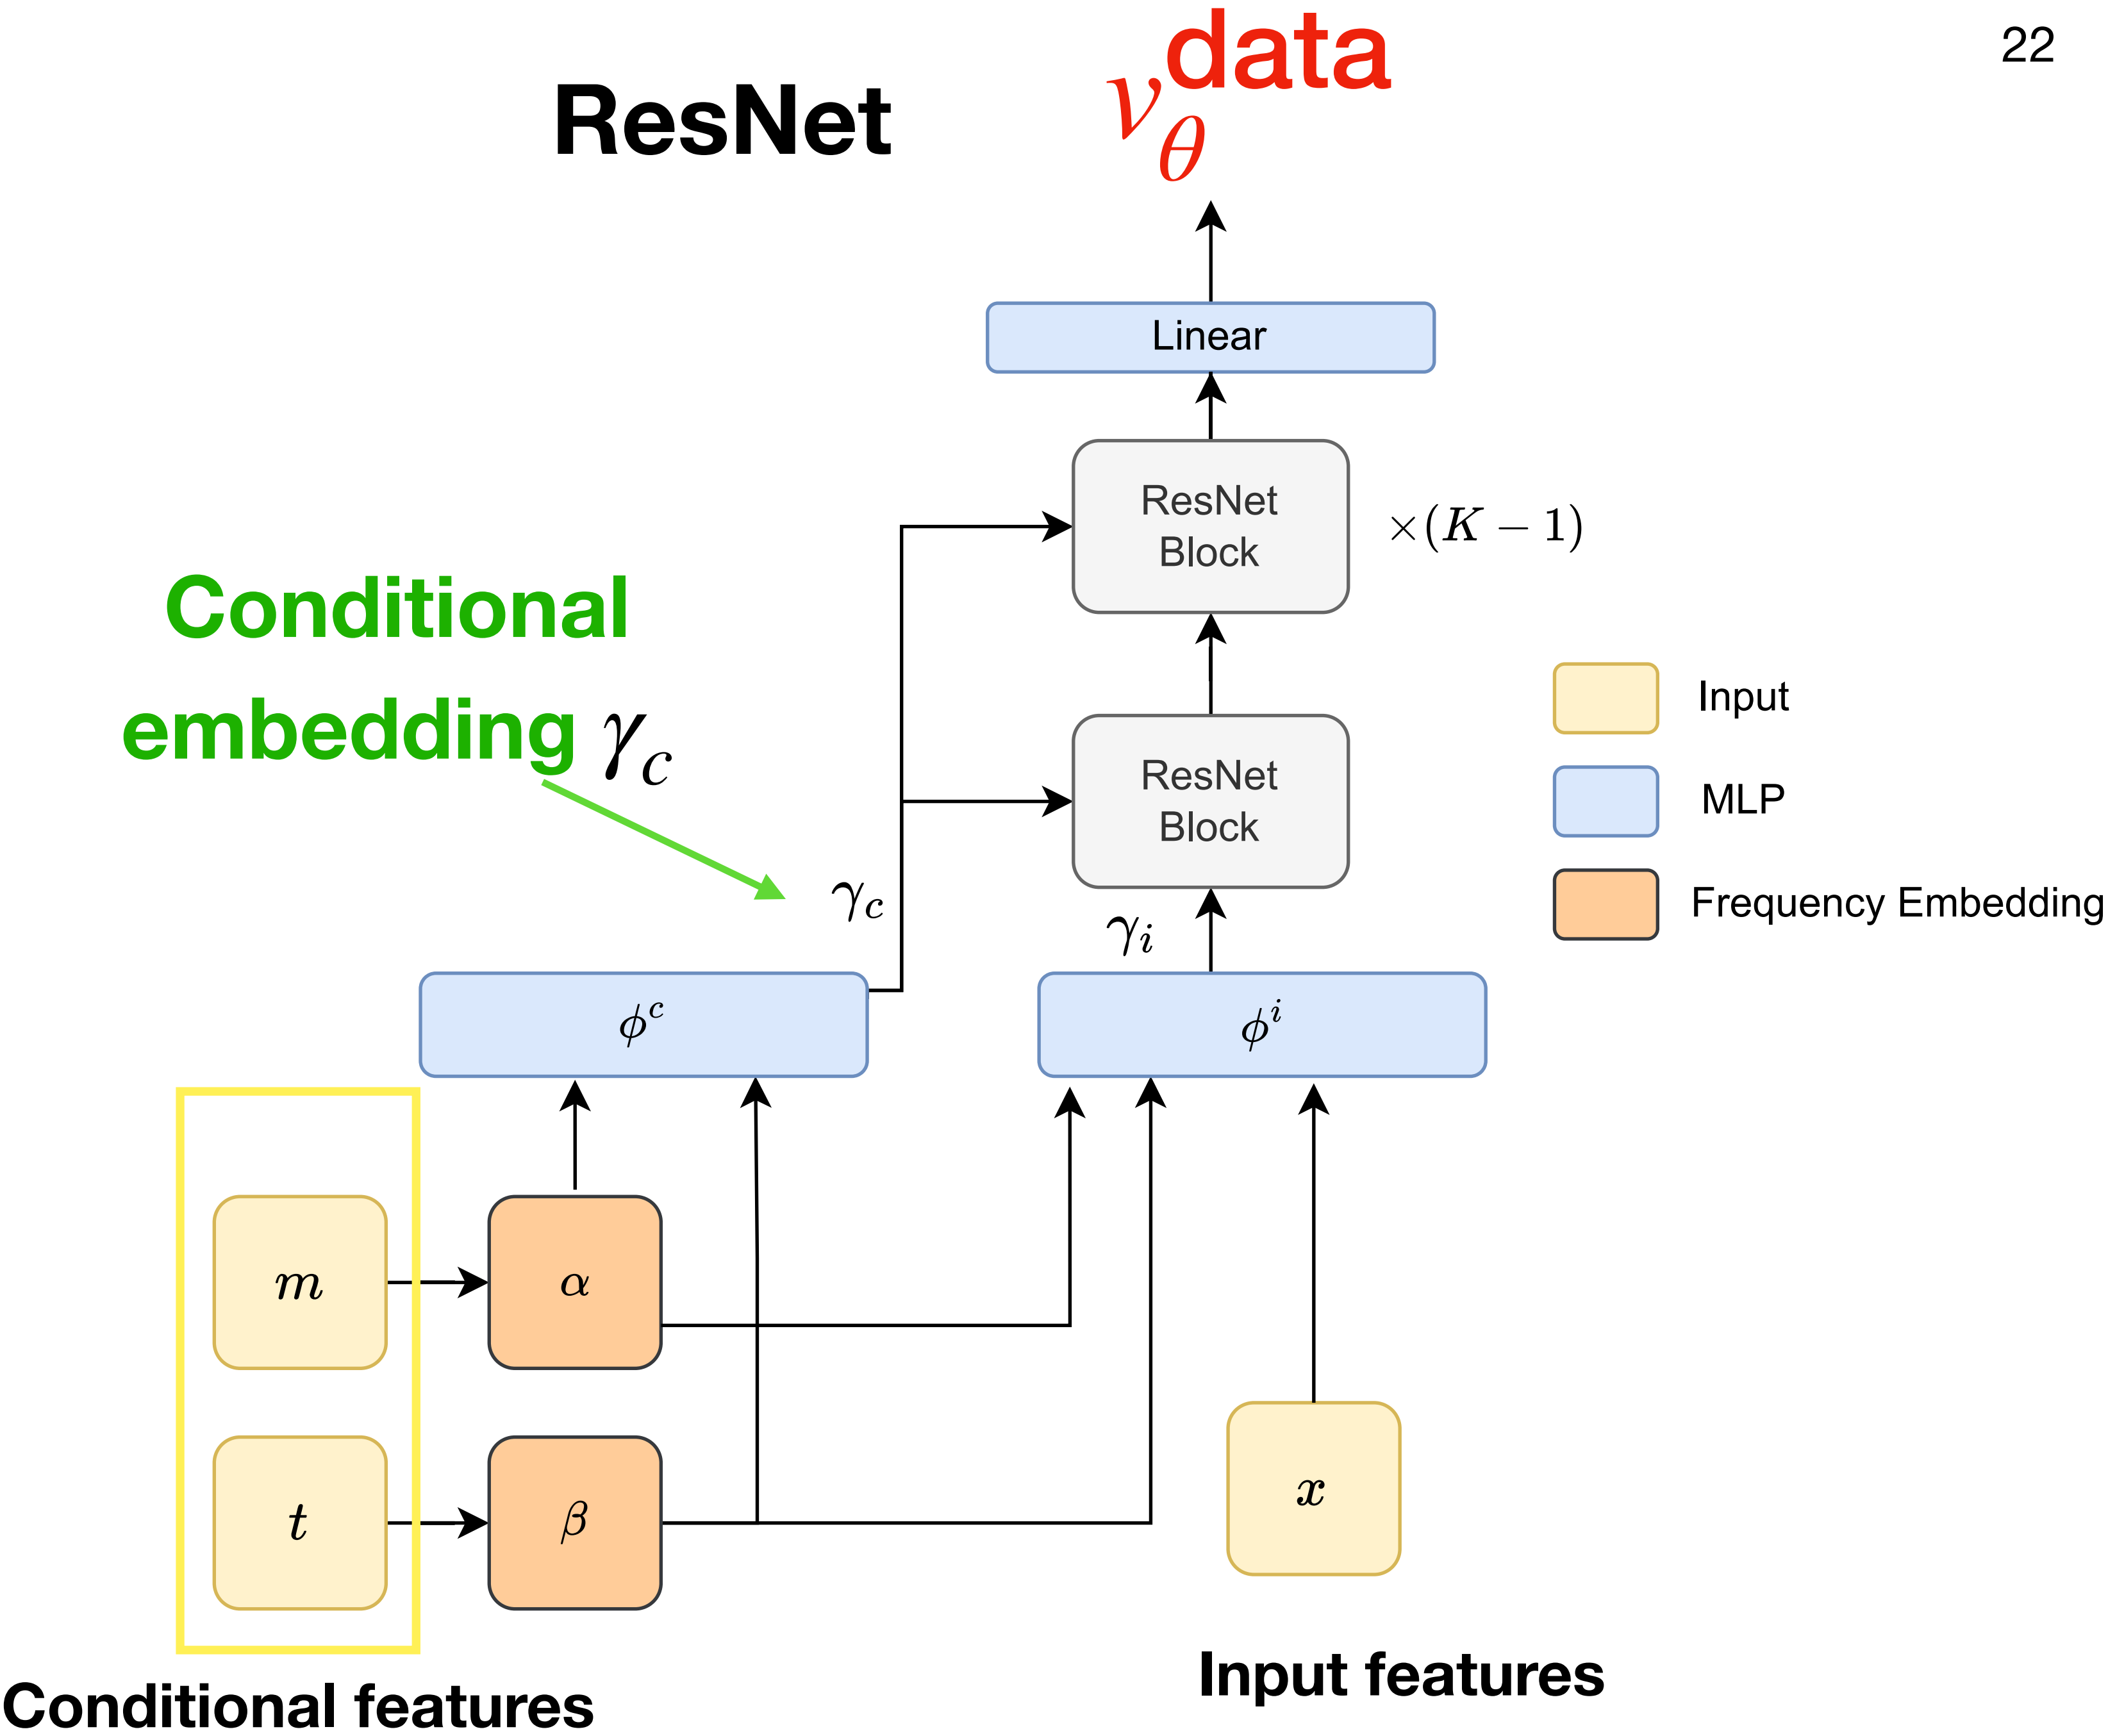 22
ResNet
ν_θ^data
Linear
ResNet
Block
×(K − 1)
Conditional
embedding γ_c
ResNet
Block
Input
MLP
Frequency Embedding
γ_c
γ_i
ϕ^c
ϕ^i
m
α
t
β
x
Input features
Conditional features